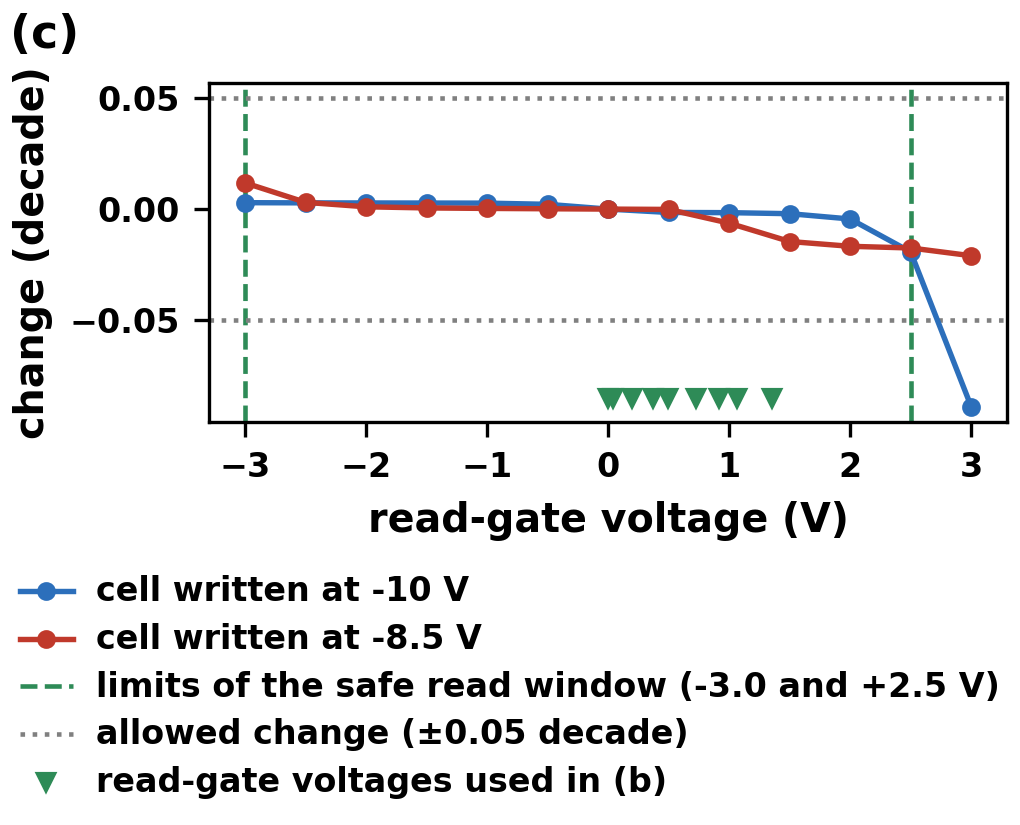 (c)
change (decade)
0.05
0.00
−0.05
−3 −2 −1 0 1 2 3
read-gate voltage (V)
cell written at -10 V
cell written at -8.5 V
limits of the safe read window (-3.0 and +2.5 V)
allowed change (±0.05 decade)
read-gate voltages used in (b)